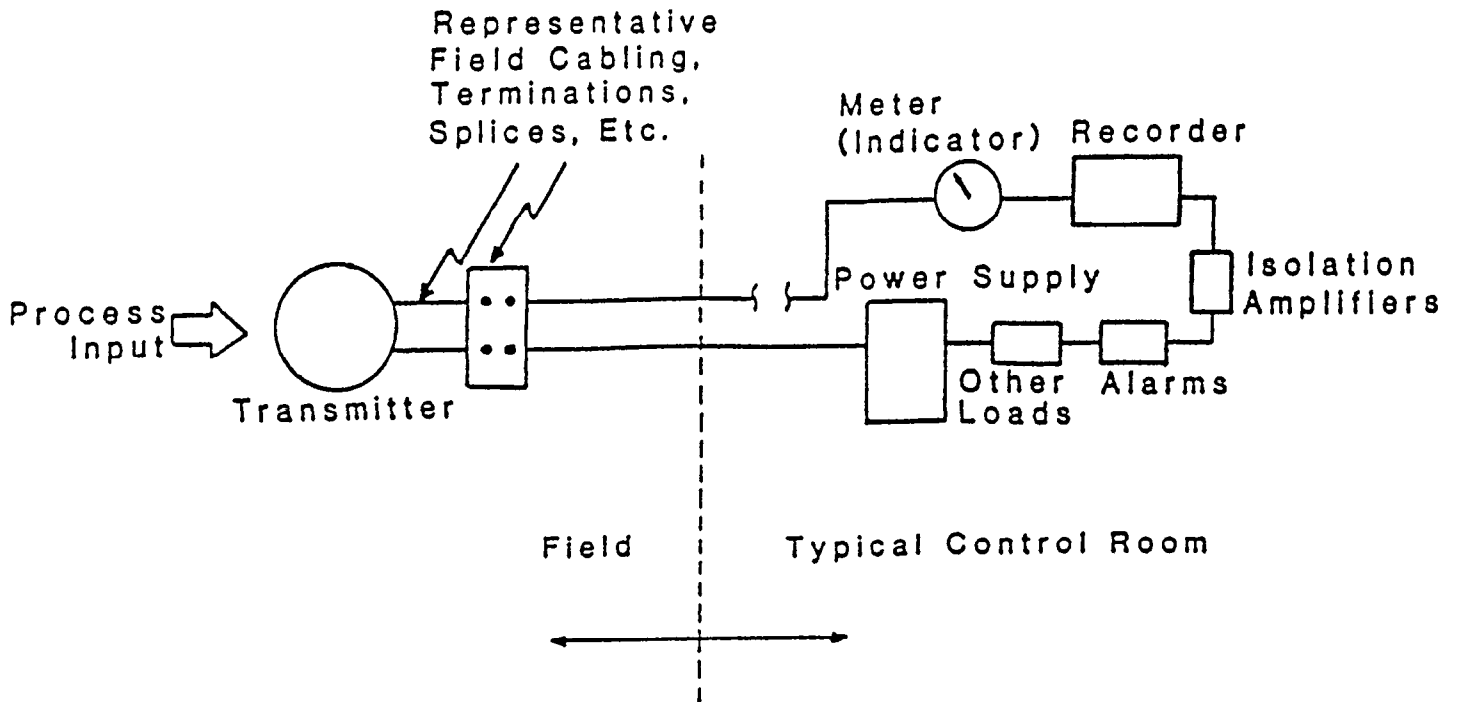 Representative
Field Cabling,
Terminations,
Splices, Etc.
Meter
(Indicator)
Recorder
Isolation
Amplifiers
Power Supply
Process
Input
Transmitter
Other
Loads
Alarms
Field
Typical Control Room